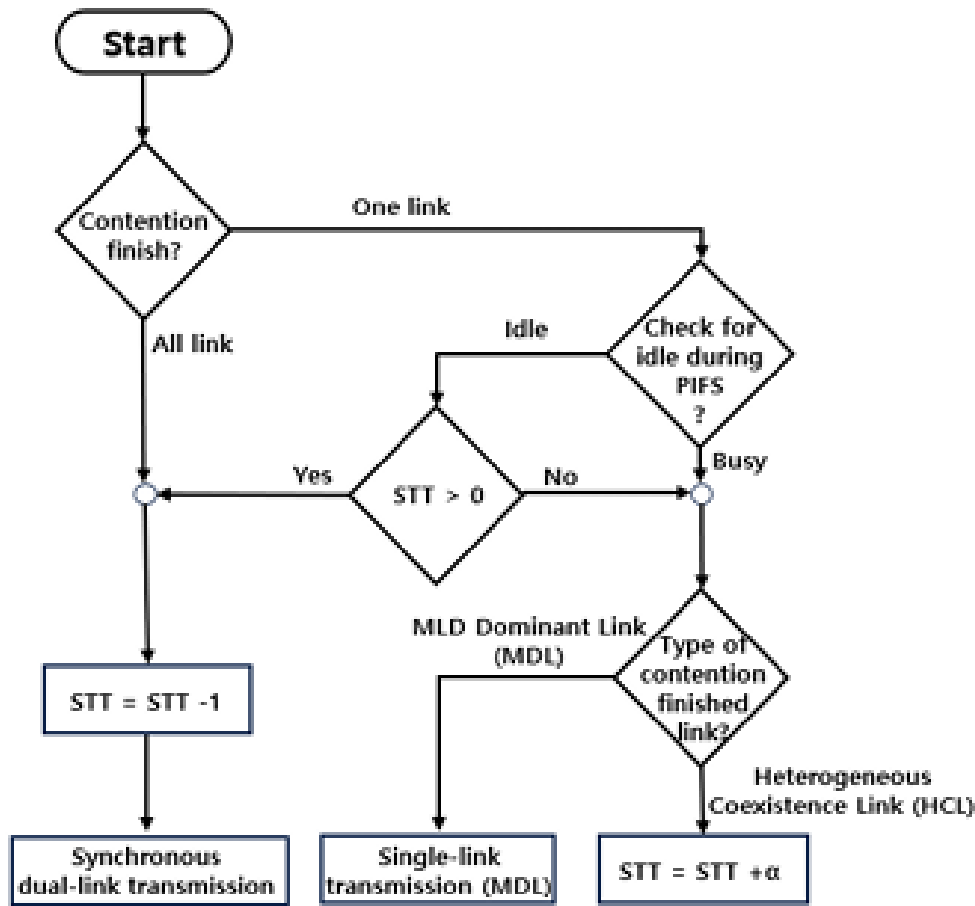 Start
Contention
finish?
One link
All link
Idle
Check for
idle during
PIFS
?
Busy
Yes
STT > 0
No
MLD Dominant Link
(MDL)
Type of
contention
finished
link?
STT = STT -1
Heterogeneous
Coexistence Link (HCL)
Synchronous
dual-link transmission
Single-link
transmission (MDL)
STT = STT +α